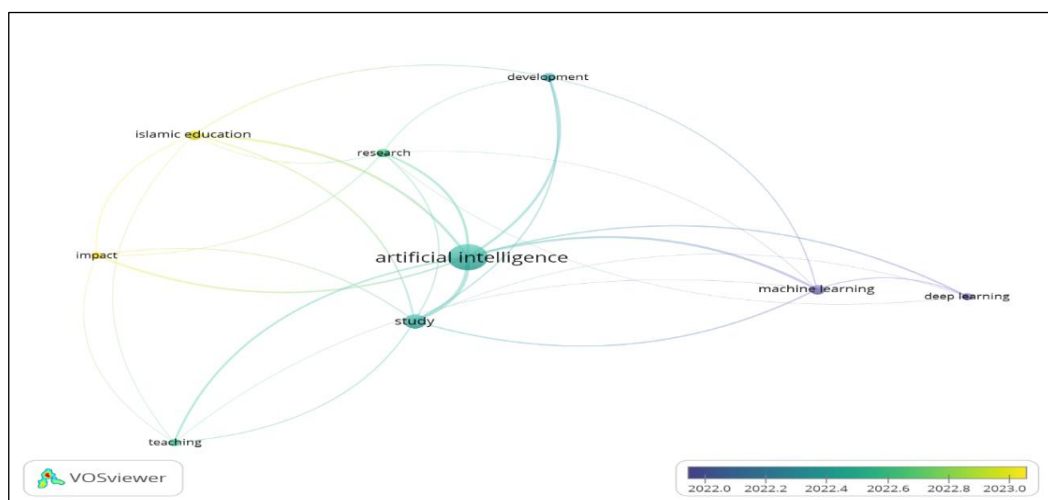 development
islamic education
research
impact
artificial intelligence
machine learning
deep learning
study
teaching
VOSviewer
2022.0 2022.2 2022.4 2022.6 2022.8 2023.0